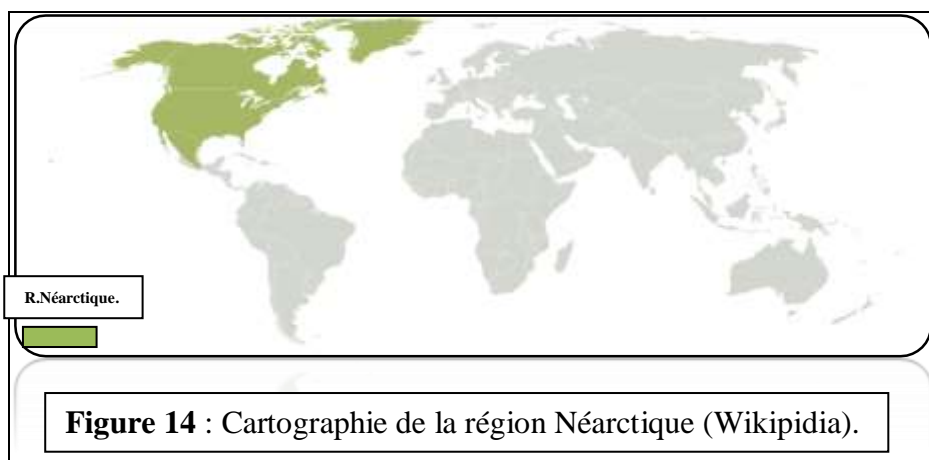 R.Néarctique.
Figure 14 : Cartographie de la région Néarctique (Wikipidia).